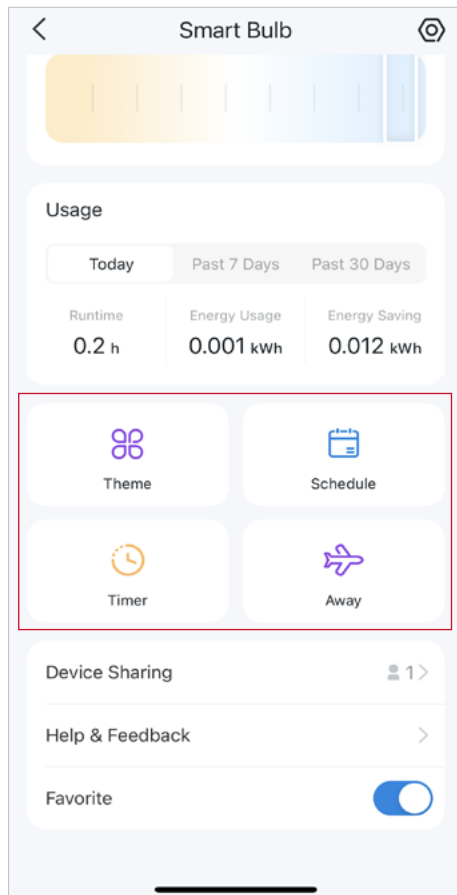 Smart Bulb
Usage
Today Past 7 Days Past 30 Days
Runtime Energy Usage Energy Saving
0.2 h 0.001 kWh 0.012 kWh
Theme Schedule
Timer Away
Device Sharing 1
Help & Feedback
Favorite